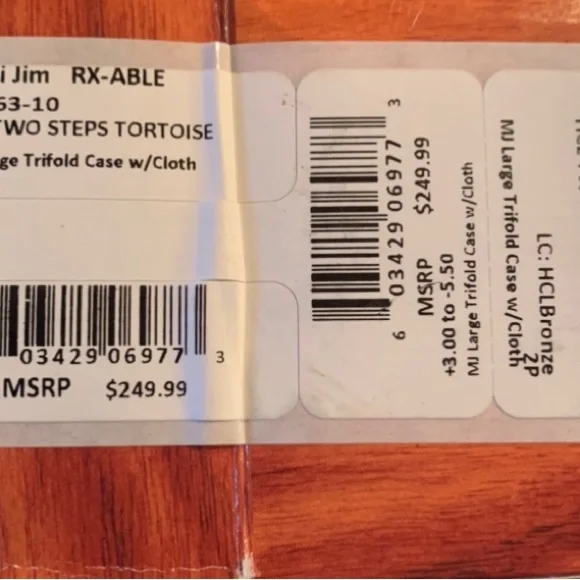 i Jim RX-ABLE
53-10
TWO STEPS TORTOISE
ge Trifold Case w/Cloth
03429 06977 3
MSRP $249.99
6 03429 06977 3
MSRP $249.99
+3.00 to -5.50
MJ Large Trifold Case w/Cloth
LC: HCLBronze
2P
MJ Large Trifold Case w/Cloth